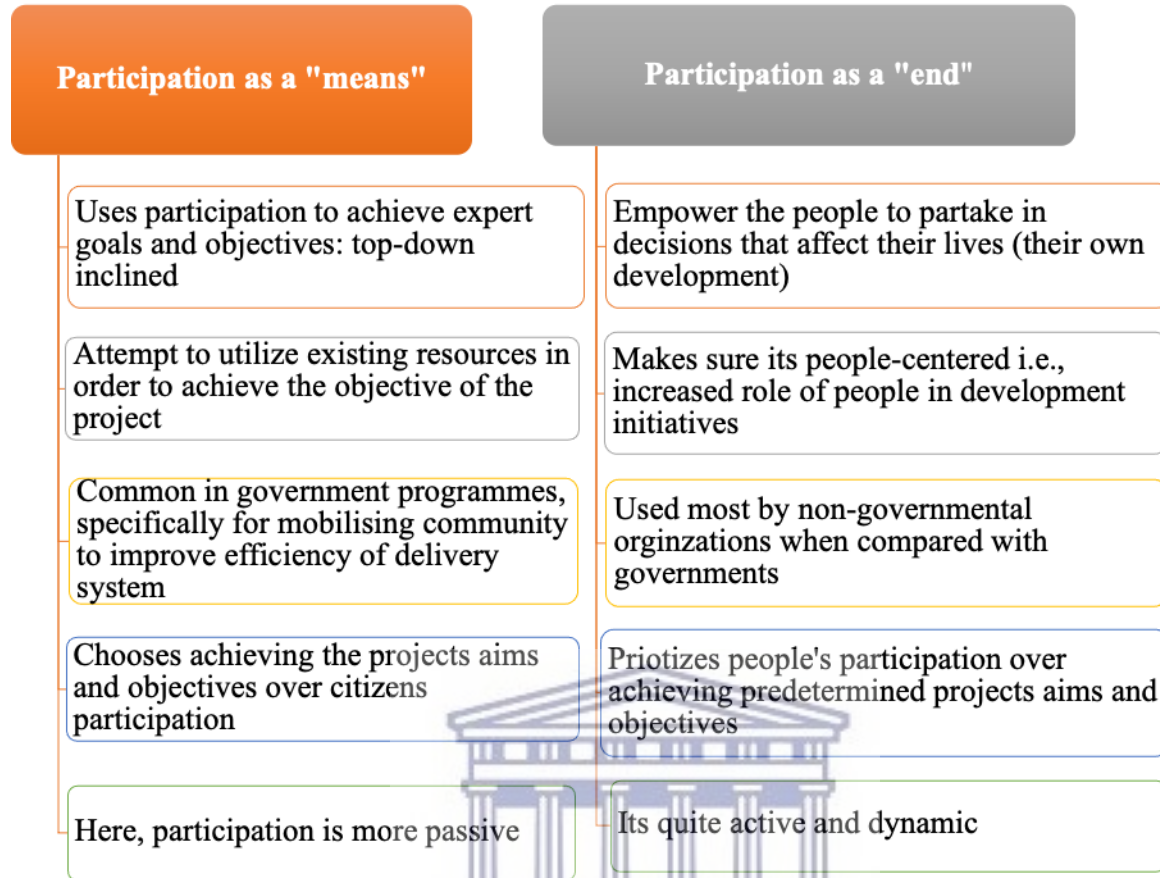 Participation as a "means"
Uses participation to achieve expert
goals and objectives: top-down
inclined
Attempt to utilize existing resources in
order to achieve the objective of the
project
Common in government programmes,
specifically for mobilising community
to improve efficiency of delivery
system
Chooses achieving the projects aims
and objectives over citizens
participation
Here, participation is more passive
Participation as a "end"
Empower the people to partake in
decisions that affect their lives (their own
development)
Makes sure its people-centered i.e.,
increased role of people in development
initiatives
Used most by non-governmental
orginzations when compared with
governments
Priotizes people's participation over
achieving predetermined projects aims and
objectives
Its quite active and dynamic